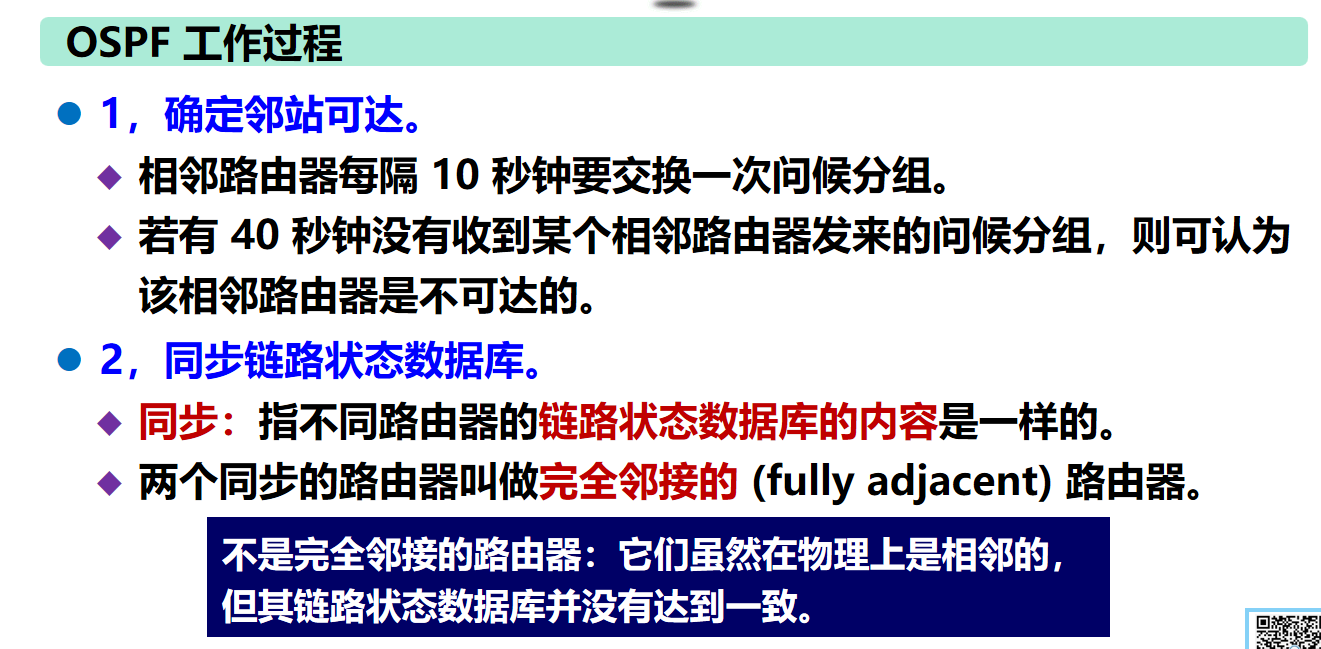 OSPF 工作过程
1，确定邻站可达。
相邻路由器每隔 10 秒钟要交换一次问候分组。
若有 40 秒钟没有收到某个相邻路由器发来的问候分组，则可认为
该相邻路由器是不可达的。
2，同步链路状态数据库。
同步：指不同路由器的链路状态数据库的内容是一样的。
两个同步的路由器叫做完全邻接的 (fully adjacent) 路由器。
不是完全邻接的路由器：它们虽然在物理上是相邻的，
但其链路状态数据库并没有达到一致。